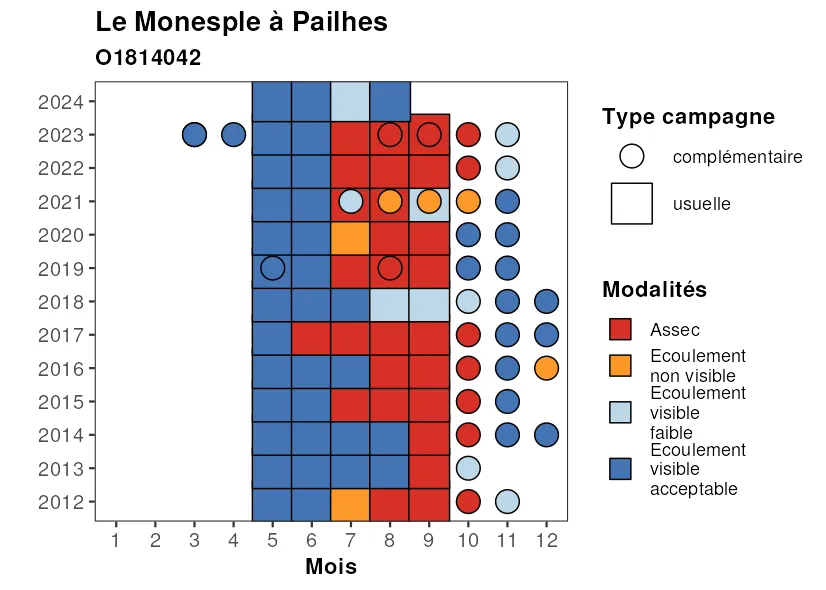 Le Monesple à Pailhes
O1814042
2024
2023
2022
2021
2020
2019
2018
2017
2016
2015
2014
2013
2012
1 2 3 4 5 6 7 8 9 10 11 12
Mois
Type campagne
complémentaire
usuelle
Modalités
Assec
Ecoulement
non visible
Ecoulement
visible
faible
Ecoulement
visible
acceptable